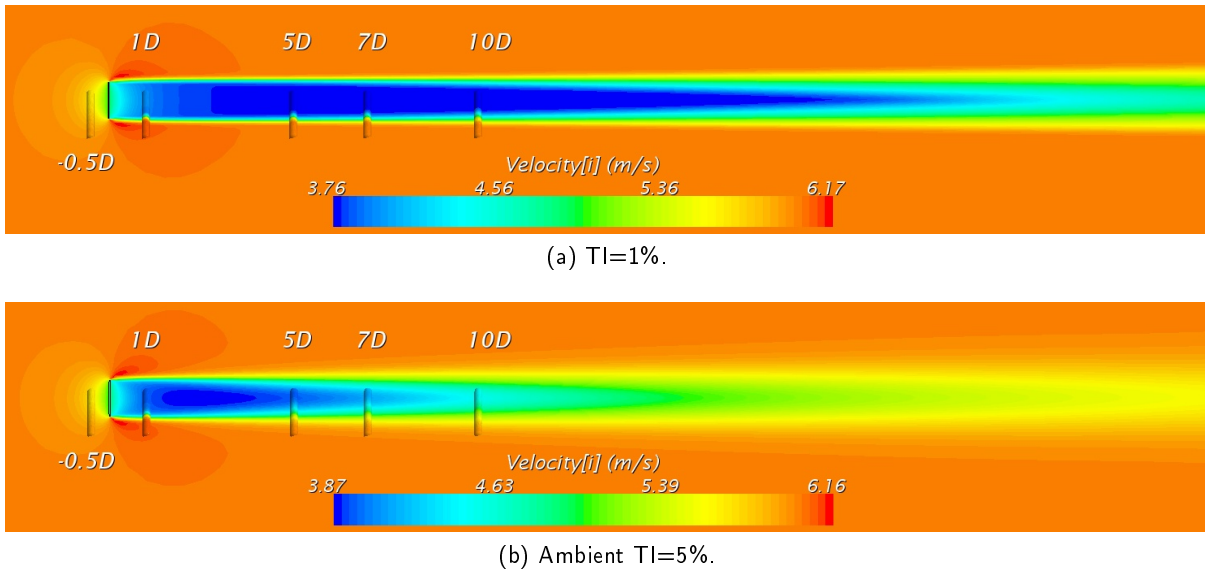 1D 5D 7D 10D
-0.5D
Velocity[i] (m/s)
3.76 4.56 5.36 6.17
(a) TI=1%.
1D 5D 7D 10D
-0.5D
Velocity[i] (m/s)
3.87 4.63 5.39 6.16
(b) Ambient TI=5%.